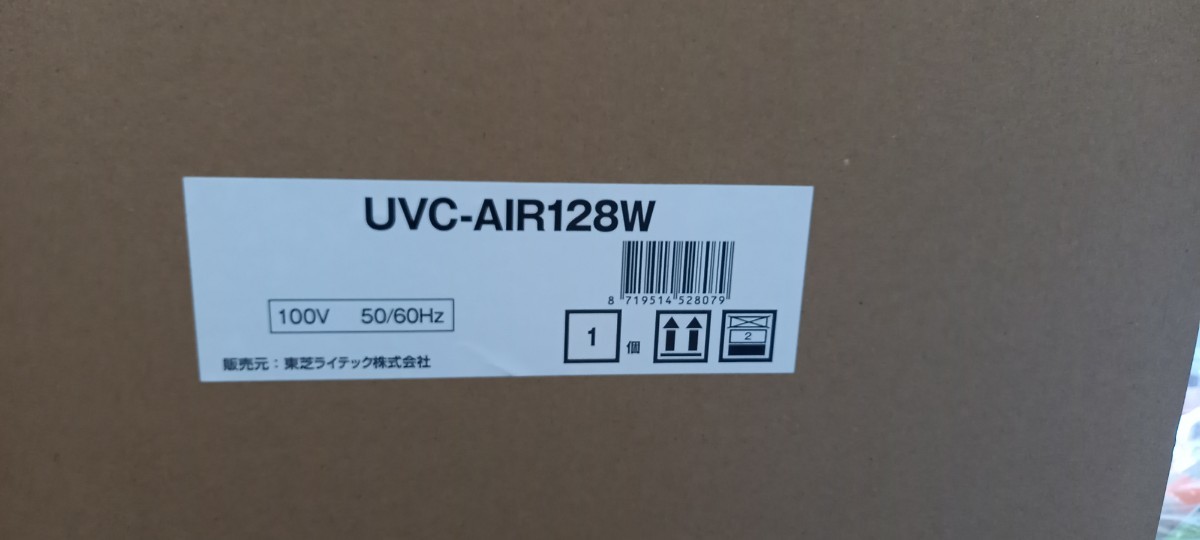 UVC-AIR128W
8 719514 528079
100V 50/60Hz
1 個
2
販売元：東芝ライテック株式会社